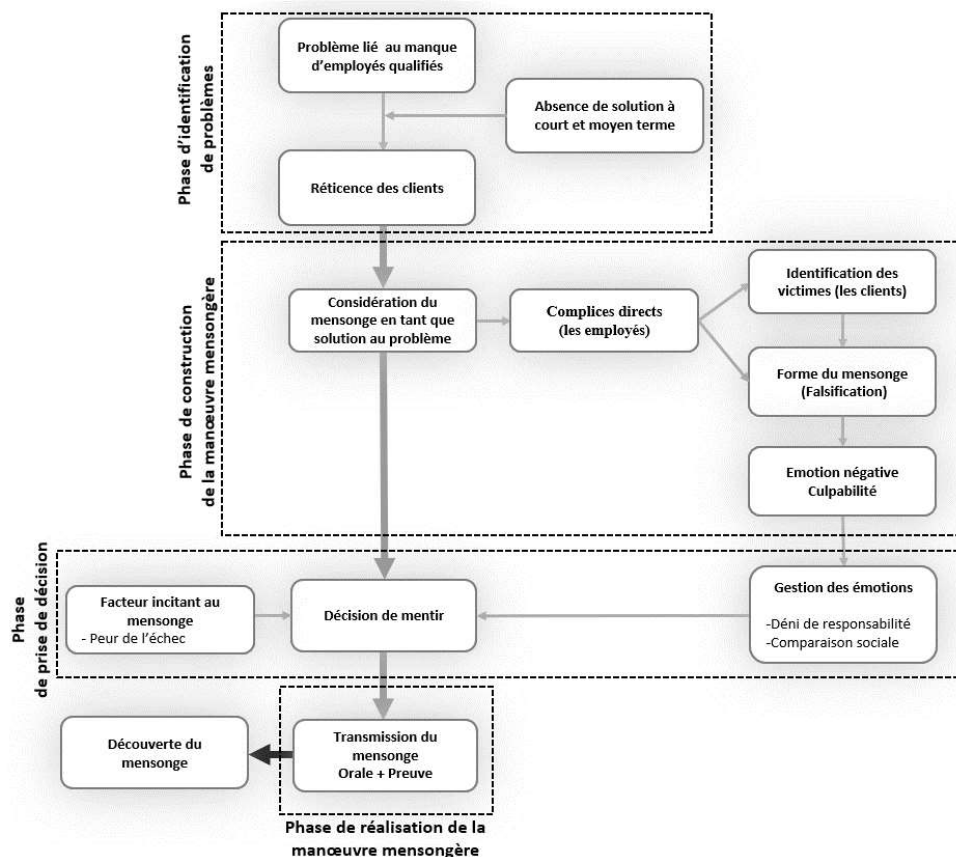 Phase d'identification
de problèmes
Problème lié au manque
d'employés qualifiés
Absence de solution à
court et moyen terme
Réticence des clients
Phase de construction
de la manœuvre mensongère
Considération du
mensonge en tant que
solution au problème
Complices directs
(les employés)
Identification des
victimes (les clients)
Forme du mensonge
(Falsification)
Emotion négative
Culpabilité
Phase
de prise de décision
Facteur incitant au
mensonge
- Peur de l'échec
Décision de mentir
Gestion des émotions
-Déni de responsabilité
-Comparaison sociale
Découverte du
mensonge
Transmission du
mensonge
Orale + Preuve
Phase de réalisation de la
manœuvre mensongère